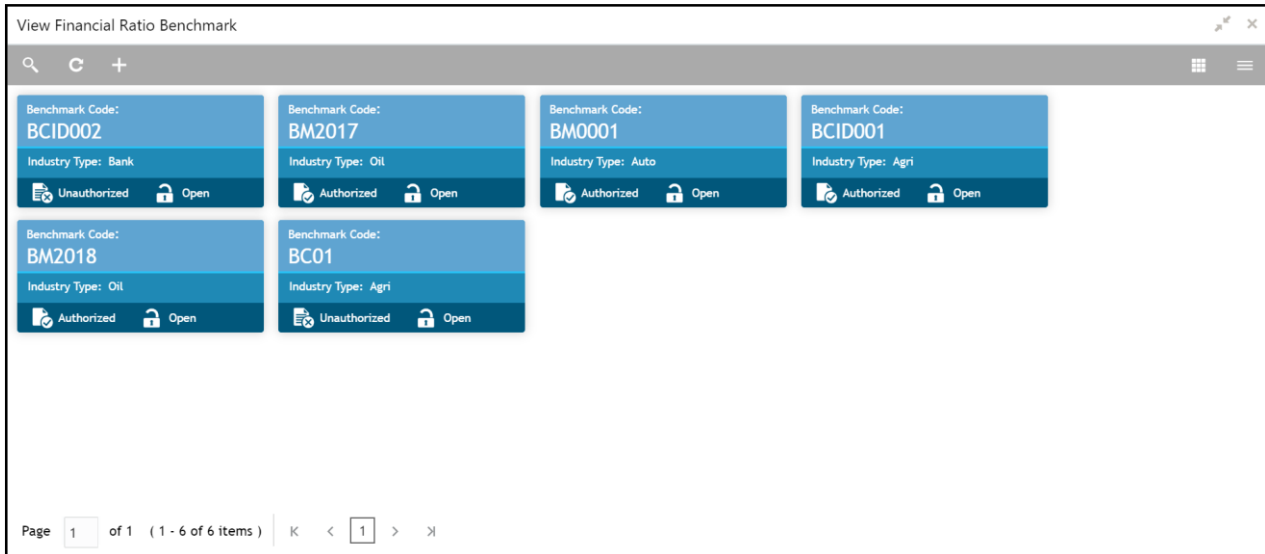 View Financial Ratio Benchmark
Benchmark Code:
BCID002
Industry Type: Bank
Unauthorized Open
Benchmark Code:
BM2017
Industry Type: Oil
Authorized Open
Benchmark Code:
BM0001
Industry Type: Auto
Authorized Open
Benchmark Code:
BCID001
Industry Type: Agri
Authorized Open
Benchmark Code:
BM2018
Industry Type: Oil
Authorized Open
Benchmark Code:
BC01
Industry Type: Agri
Unauthorized Open
Page 1 of 1 ( 1 - 6 of 6 items ) 1